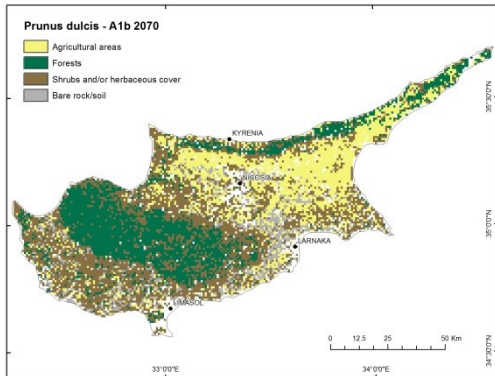 Prunus dulcis - A1b 2070
Agricultural areas
Forests
Shrubs and/or herbaceous cover
Bare rock/soil
KYRENIA
NICOSIA
LARNAKA
LIMASOL
0 12.5 25 50 Km
33°0'0"E 34°0'0"E
35°30'0"N
35°0'0"N
34°30'0"N